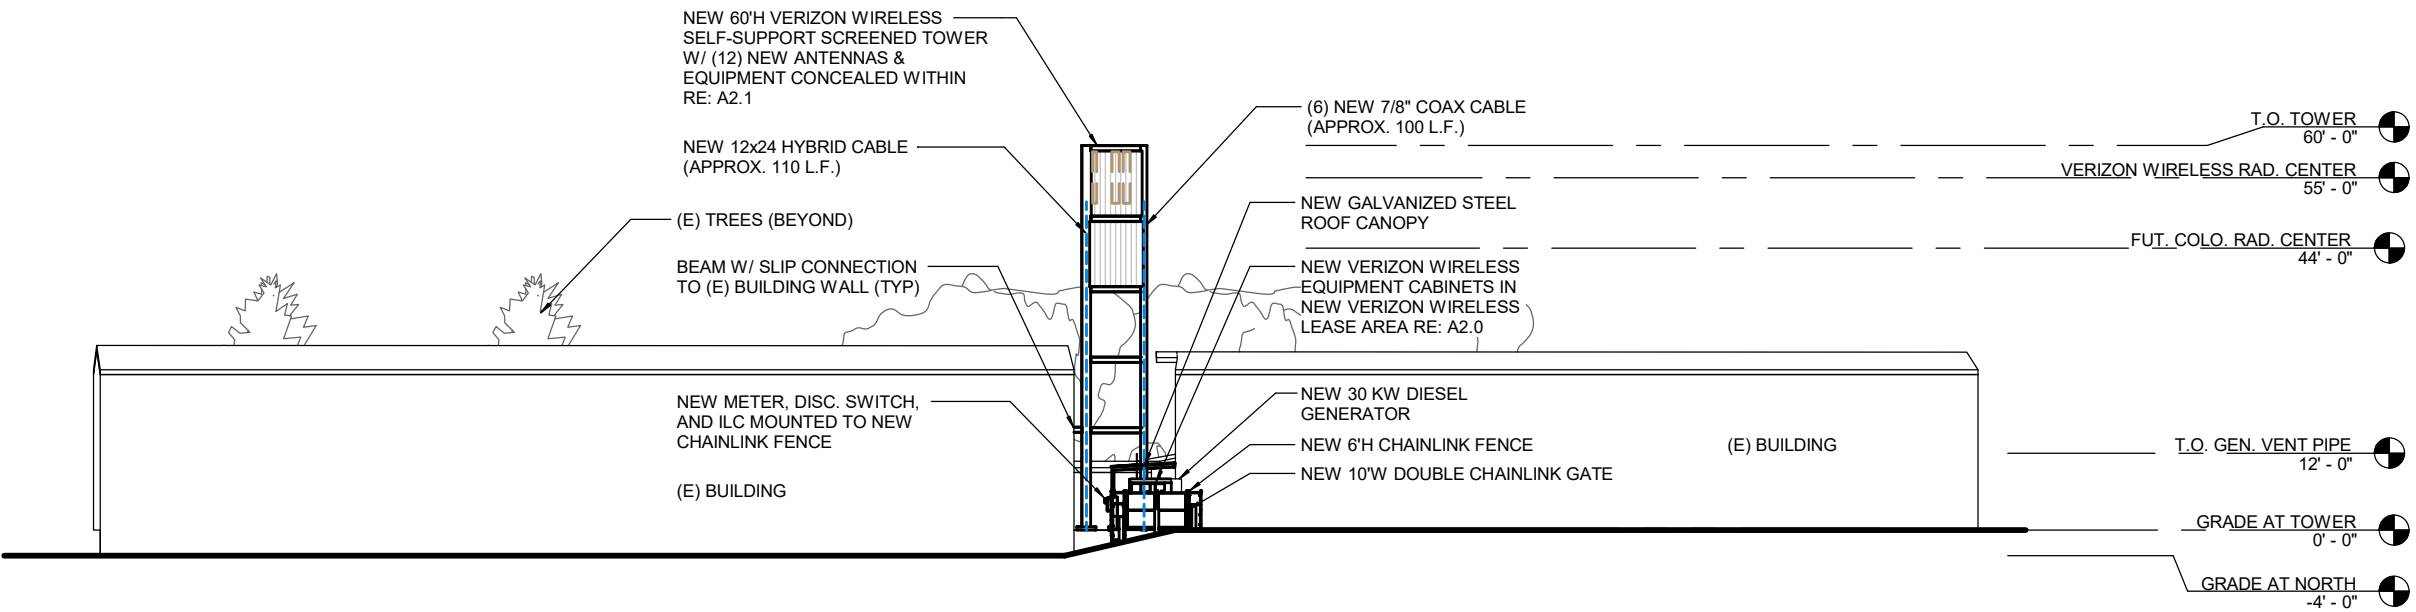 NEW 60'H VERIZON WIRELESS
SELF-SUPPORT SCREENED TOWER
W/ (12) NEW ANTENNAS &
EQUIPMENT CONCEALED WITHIN
RE: A2.1
NEW 12x24 HYBRID CABLE
(APPROX. 110 L.F.)
(E) TREES (BEYOND)
BEAM W/ SLIP CONNECTION
TO (E) BUILDING WALL (TYP)
NEW METER, DISC. SWITCH,
AND ILC MOUNTED TO NEW
CHAINLINK FENCE
(E) BUILDING
(6) NEW 7/8" COAX CABLE
(APPROX. 100 L.F.)
NEW GALVANIZED STEEL
ROOF CANOPY
NEW VERIZON WIRELESS
EQUIPMENT CABINETS IN
NEW VERIZON WIRELESS
LEASE AREA RE: A2.0
NEW 30 KW DIESEL
GENERATOR
NEW 6'H CHAINLINK FENCE
NEW 10'W DOUBLE CHAINLINK GATE
(E) BUILDING
T.O. TOWER
60' - 0"
VERIZON WIRELESS RAD. CENTER
55' - 0"
FUT. COLO. RAD. CENTER
44' - 0"
T.O. GEN. VENT PIPE
12' - 0"
GRADE AT TOWER
0' - 0"
GRADE AT NORTH
-4' - 0"